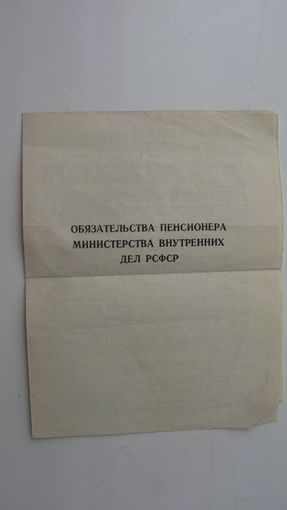 ОБЯЗАТЕЛЬСТВА ПЕНСИОНЕРА
МИНИСТЕРСТВА ВНУТРЕННИХ
ДЕЛ РСФСР